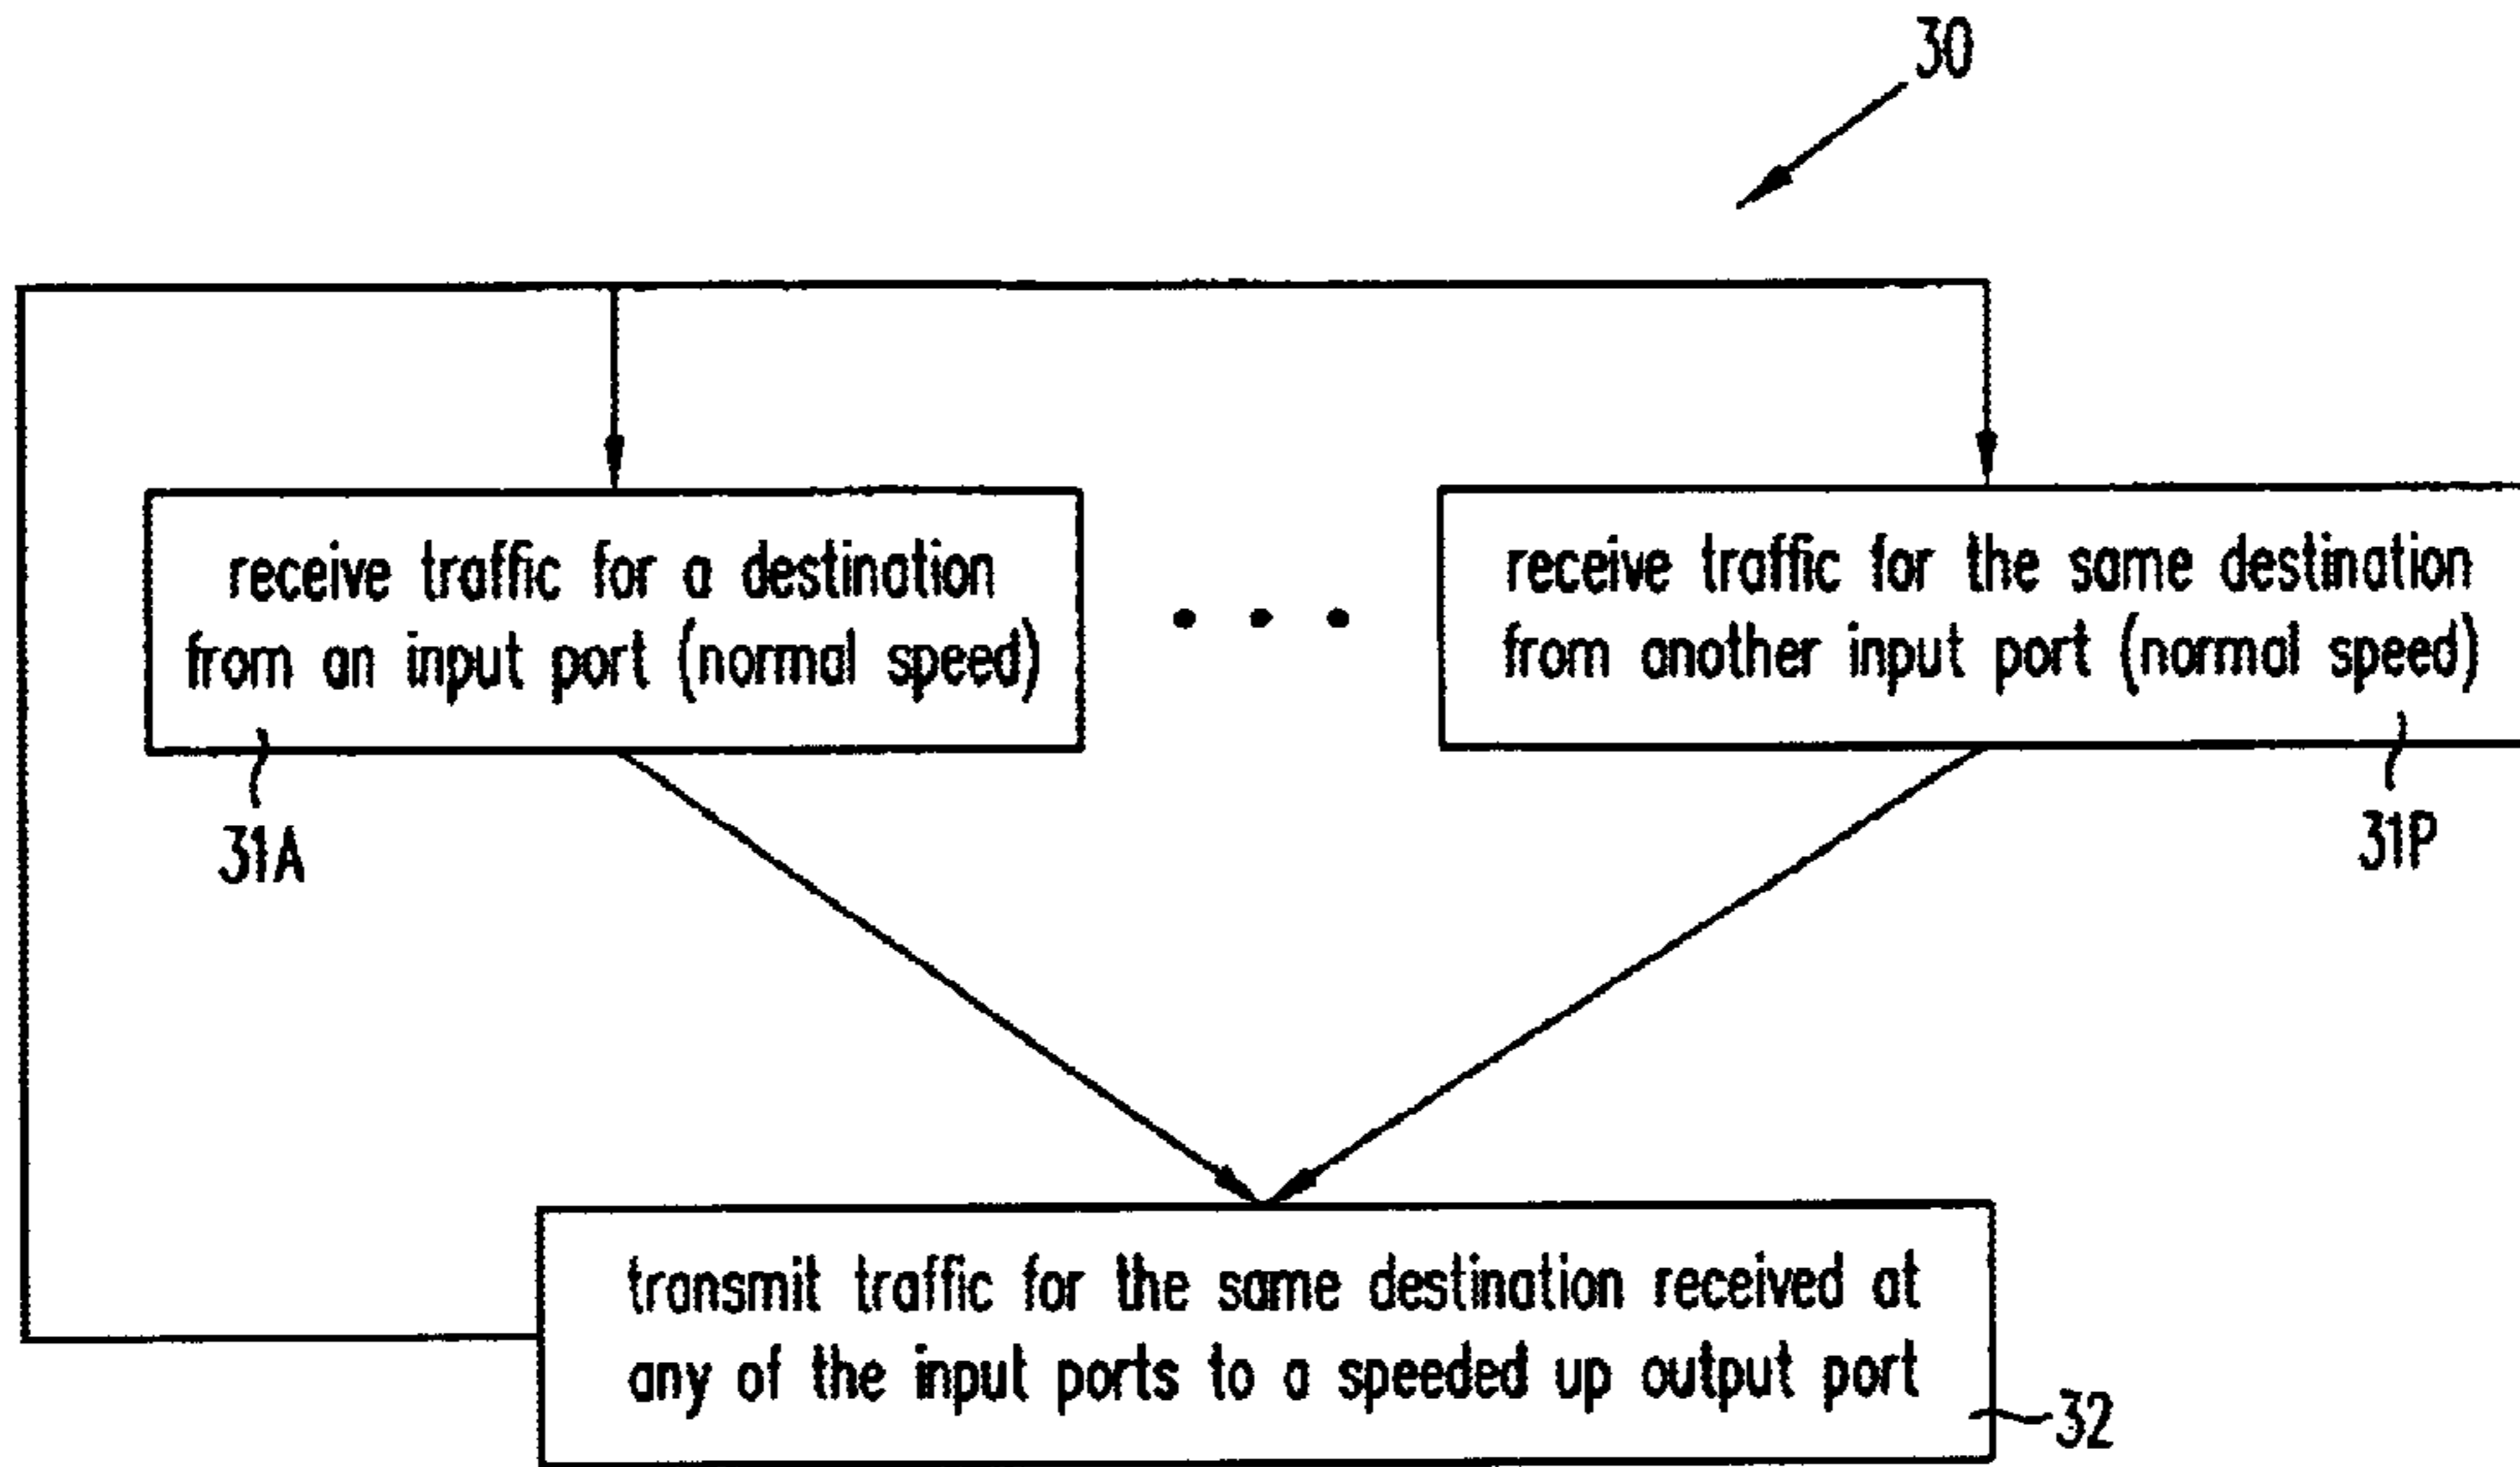 30
receive traffic for a destination
from an input port (normal speed)
31A
receive traffic for the same destination
from another input port (normal speed)
31P
transmit traffic for the same destination received at
any of the input ports to a speeded up output port
32